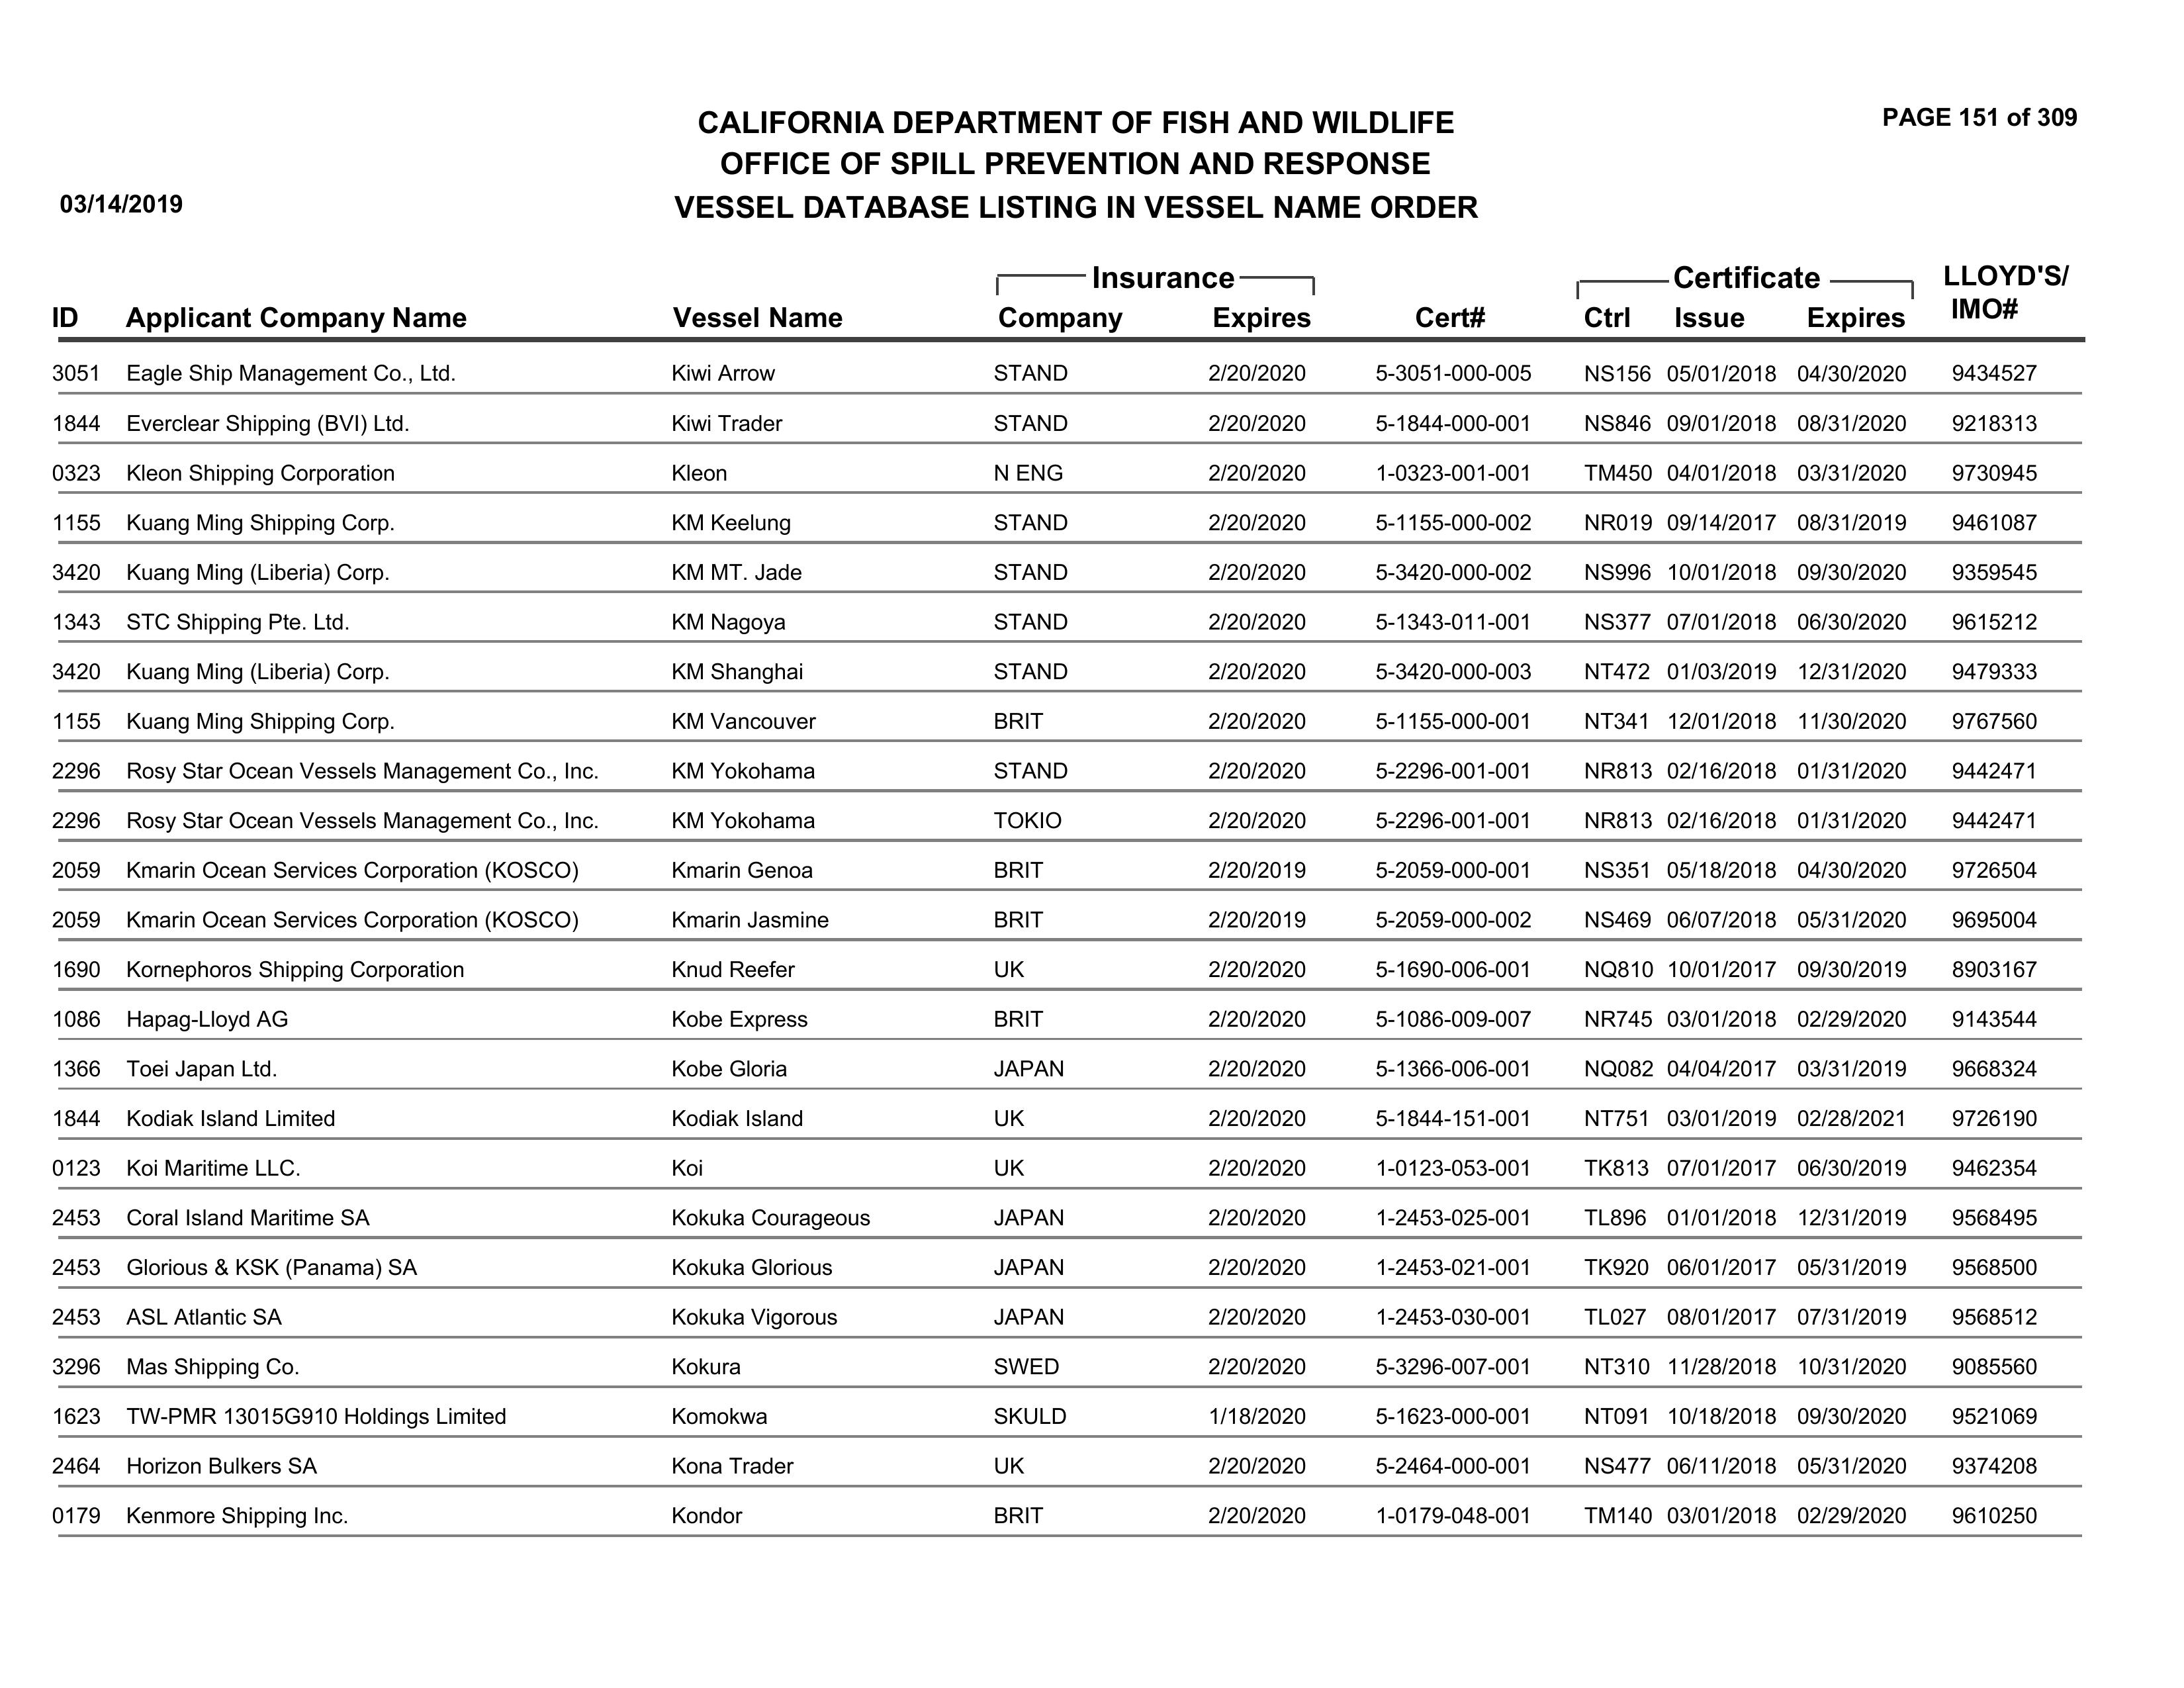 PAGE 151 of 309
CALIFORNIA DEPARTMENT OF FISH AND WILDLIFE
OFFICE OF SPILL PREVENTION AND RESPONSE
03/14/2019 VESSEL DATABASE LISTING IN VESSEL NAME ORDER
Insurance Certificate LLOYD'S/
ID Applicant Company Name Vessel Name Company Expires Cert# Ctrl Issue Expires IMO#
3051 Eagle Ship Management Co., Ltd. Kiwi Arrow STAND 2/20/2020 5-3051-000-005 NS156 05/01/2018 04/30/2020 9434527
1844 Everclear Shipping (BVI) Ltd. Kiwi Trader STAND 2/20/2020 5-1844-000-001 NS846 09/01/2018 08/31/2020 9218313
0323 Kleon Shipping Corporation Kleon N ENG 2/20/2020 1-0323-001-001 TM450 04/01/2018 03/31/2020 9730945
1155 Kuang Ming Shipping Corp. KM Keelung STAND 2/20/2020 5-1155-000-002 NR019 09/14/2017 08/31/2019 9461087
3420 Kuang Ming (Liberia) Corp. KM MT. Jade STAND 2/20/2020 5-3420-000-002 NS996 10/01/2018 09/30/2020 9359545
1343 STC Shipping Pte. Ltd. KM Nagoya STAND 2/20/2020 5-1343-011-001 NS377 07/01/2018 06/30/2020 9615212
3420 Kuang Ming (Liberia) Corp. KM Shanghai STAND 2/20/2020 5-3420-000-003 NT472 01/03/2019 12/31/2020 9479333
1155 Kuang Ming Shipping Corp. KM Vancouver BRIT 2/20/2020 5-1155-000-001 NT341 12/01/2018 11/30/2020 9767560
2296 Rosy Star Ocean Vessels Management Co., Inc. KM Yokohama STAND 2/20/2020 5-2296-001-001 NR813 02/16/2018 01/31/2020 9442471
2296 Rosy Star Ocean Vessels Management Co., Inc. KM Yokohama TOKIO 2/20/2020 5-2296-001-001 NR813 02/16/2018 01/31/2020 9442471
2059 Kmarin Ocean Services Corporation (KOSCO) Kmarin Genoa BRIT 2/20/2019 5-2059-000-001 NS351 05/18/2018 04/30/2020 9726504
2059 Kmarin Ocean Services Corporation (KOSCO) Kmarin Jasmine BRIT 2/20/2019 5-2059-000-002 NS469 06/07/2018 05/31/2020 9695004
1690 Kornephoros Shipping Corporation Knud Reefer UK 2/20/2020 5-1690-006-001 NQ810 10/01/2017 09/30/2019 8903167
1086 Hapag-Lloyd AG Kobe Express BRIT 2/20/2020 5-1086-009-007 NR745 03/01/2018 02/29/2020 9143544
1366 Toei Japan Ltd. Kobe Gloria JAPAN 2/20/2020 5-1366-006-001 NQ082 04/04/2017 03/31/2019 9668324
1844 Kodiak Island Limited Kodiak Island UK 2/20/2020 5-1844-151-001 NT751 03/01/2019 02/28/2021 9726190
0123 Koi Maritime LLC. Koi UK 2/20/2020 1-0123-053-001 TK813 07/01/2017 06/30/2019 9462354
2453 Coral Island Maritime SA Kokuka Courageous JAPAN 2/20/2020 1-2453-025-001 TL896 01/01/2018 12/31/2019 9568495
2453 Glorious & KSK (Panama) SA Kokuka Glorious JAPAN 2/20/2020 1-2453-021-001 TK920 06/01/2017 05/31/2019 9568500
2453 ASL Atlantic SA Kokuka Vigorous JAPAN 2/20/2020 1-2453-030-001 TL027 08/01/2017 07/31/2019 9568512
3296 Mas Shipping Co. Kokura SWED 2/20/2020 5-3296-007-001 NT310 11/28/2018 10/31/2020 9085560
1623 TW-PMR 13015G910 Holdings Limited Komokwa SKULD 1/18/2020 5-1623-000-001 NT091 10/18/2018 09/30/2020 9521069
2464 Horizon Bulkers SA Kona Trader UK 2/20/2020 5-2464-000-001 NS477 06/11/2018 05/31/2020 9374208
0179 Kenmore Shipping Inc. Kondor BRIT 2/20/2020 1-0179-048-001 TM140 03/01/2018 02/29/2020 9610250